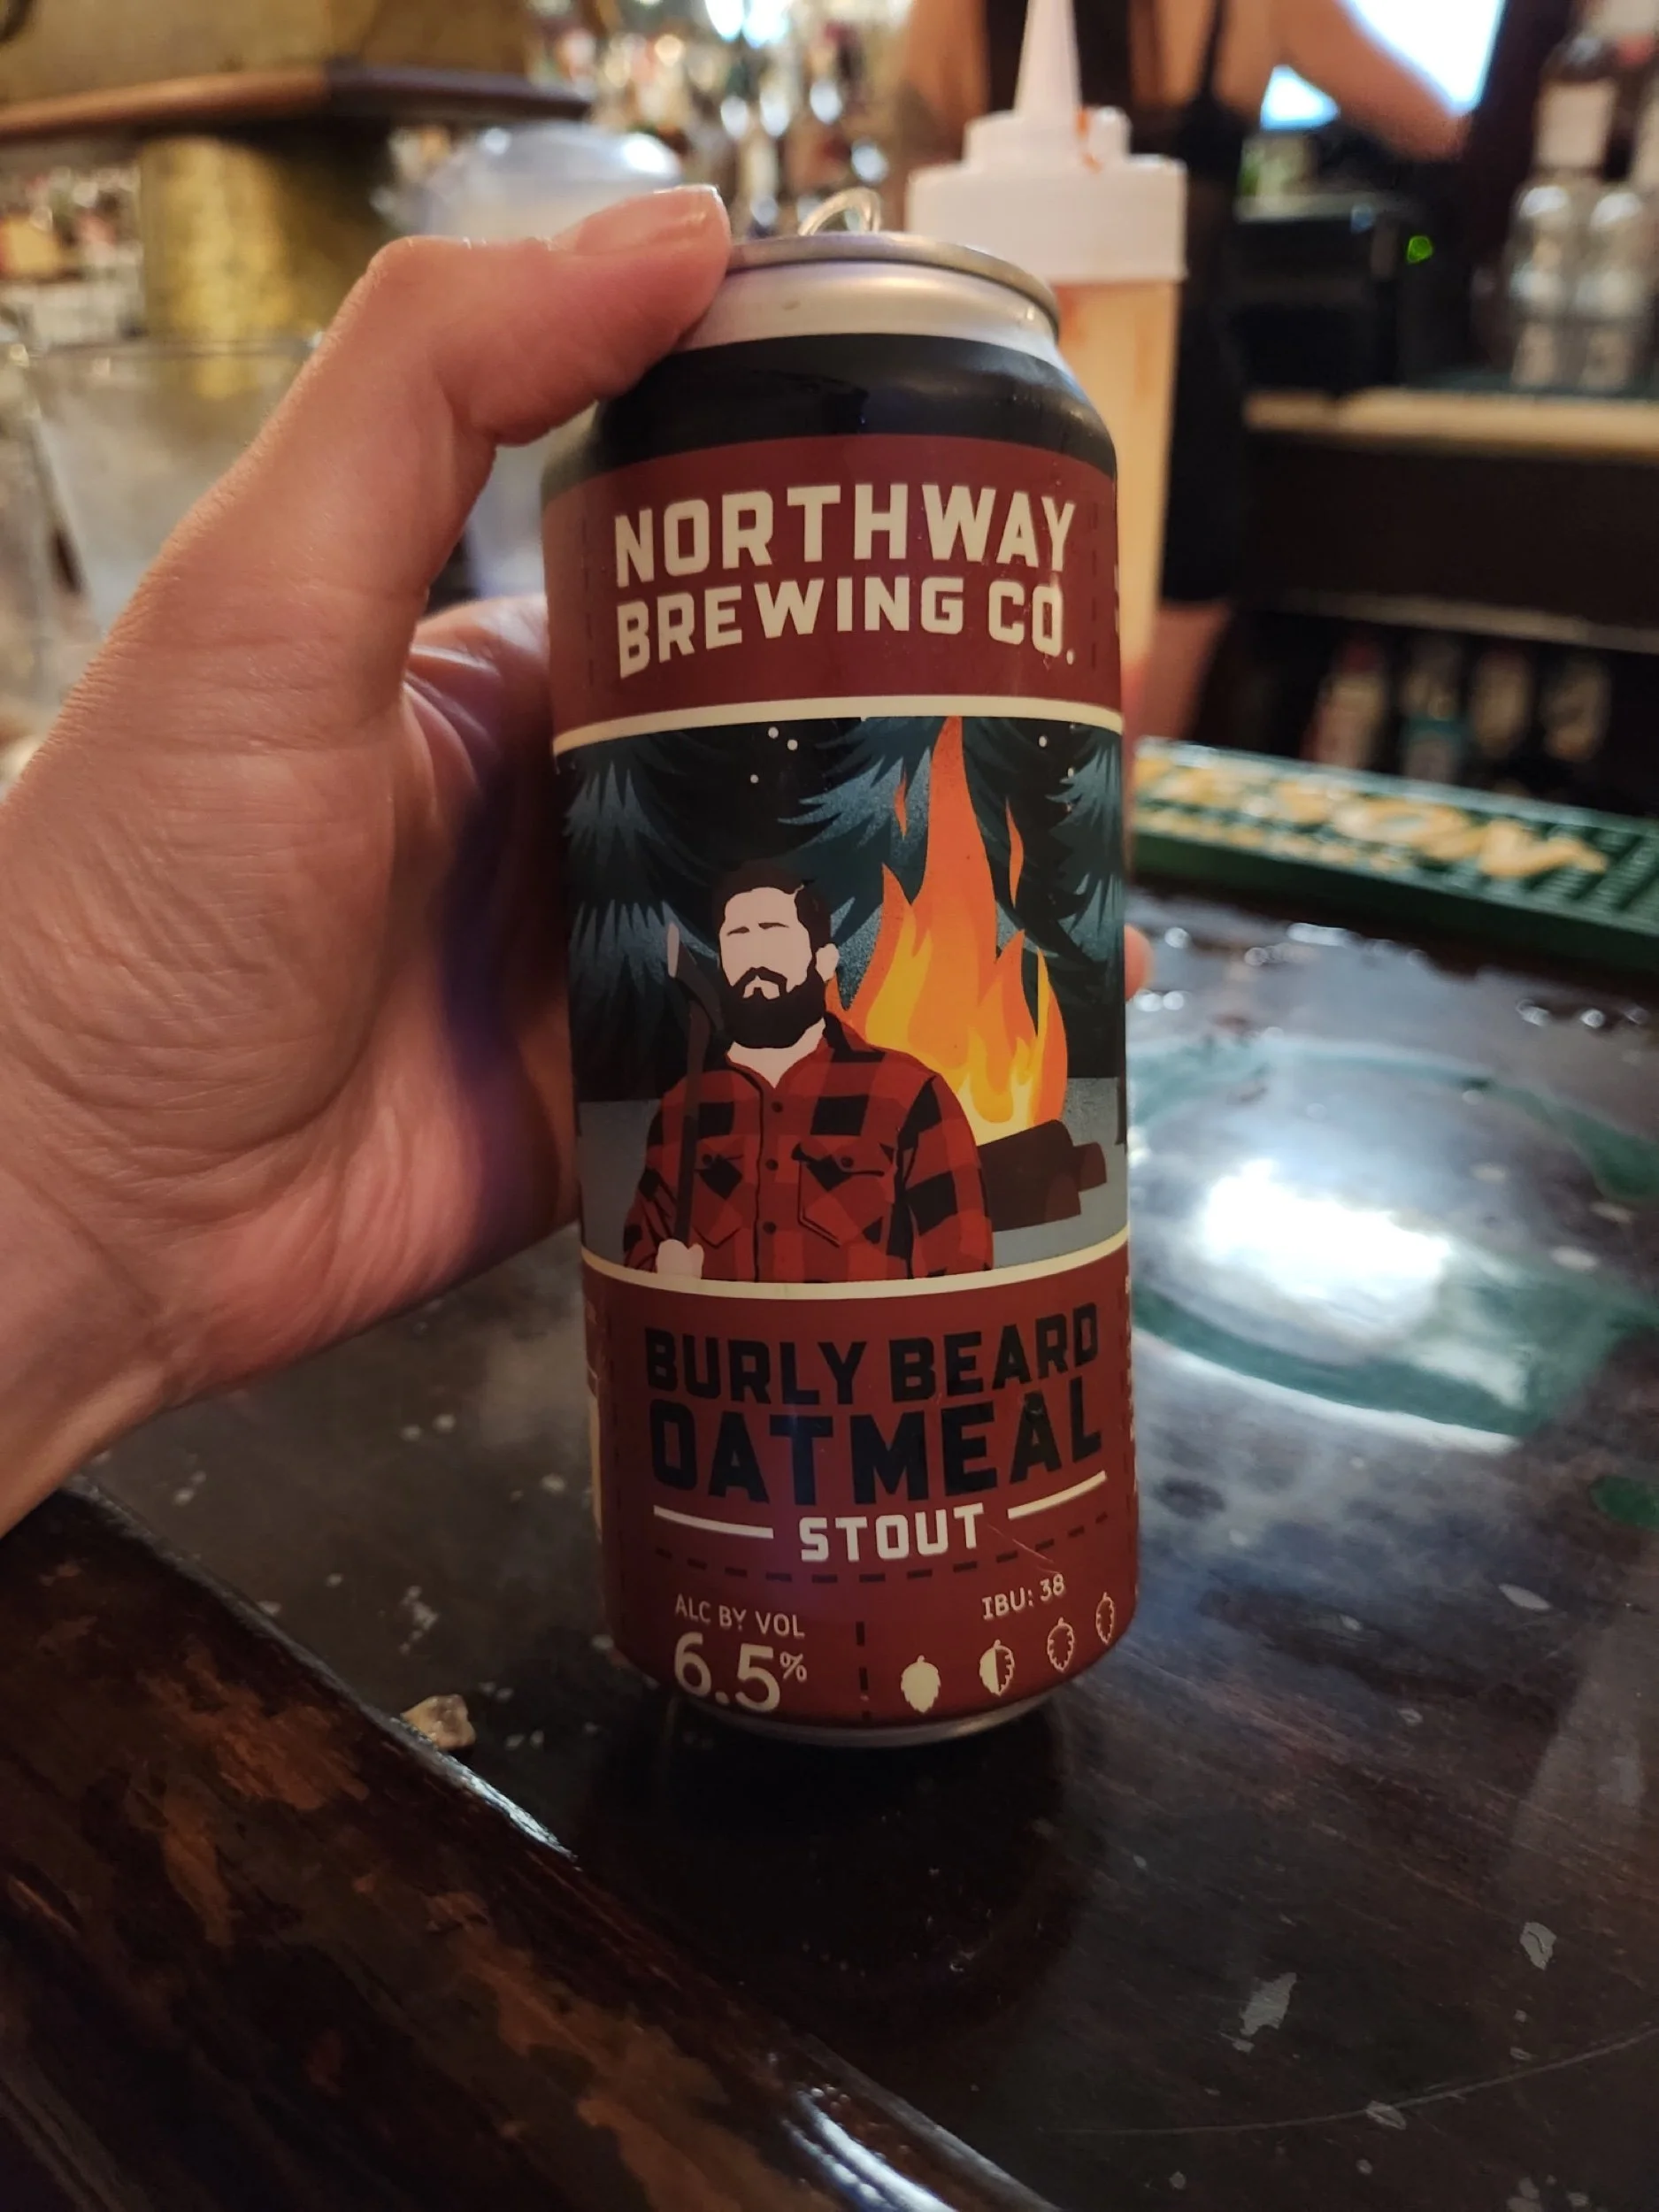 NORTHWAY
BREWING CO.
BURLY BEARD
OATMEAL
STOUT
ALC BY VOL
6.5%
IBU: 38